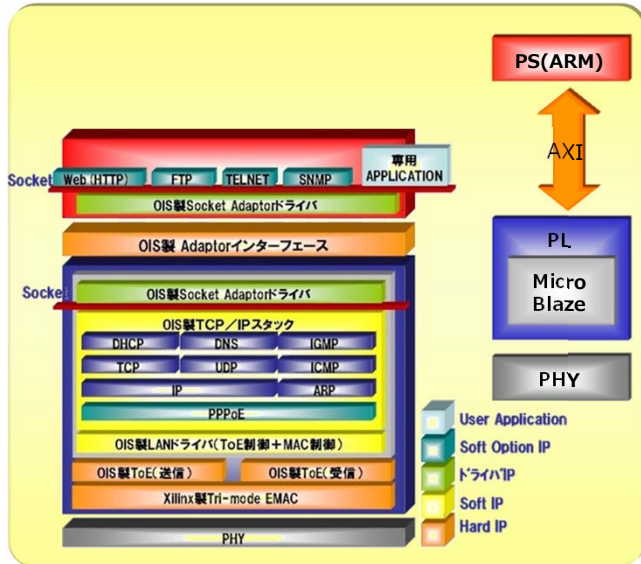 PS(ARM)
AXI
PL
Micro
Blaze
PHY
専用
APPLICATION
Socket
Web(HTTP)
FTP
TELNET
SNMP
OIS製Socket Adaptorドライバ
OIS製 Adaptorインターフェース
Socket
OIS製Socket Adaptorドライバ
OIS製TCP/IPスタック
DHCP
DNS
IGMP
TCP
UDP
ICMP
IP
ARP
PPPoE
OIS製LANドライバ(ToE制御+MAC制御)
OIS製ToE(送信)
OIS製ToE(受信)
Xilinx製Tri-mode EMAC
PHY
User Application
Soft Option IP
ドライバIP
Soft IP
Hard IP